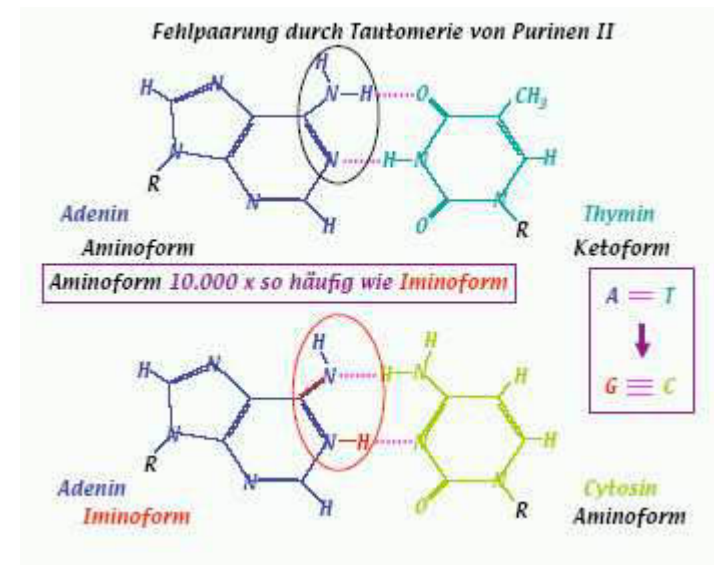 Fehlpaarung durch Tautomerie von Purinen II
H
H
N
N
H
O
CH3
N
N
H
N
H
R
N
H
O
N
R
Adenin
Thymin
Aminoform
Ketoform
Aminoform 10.000 x so häufig wie Iminoform
A = T
G ≡ C
H
H
H
N
N
H
N
H
N
N
H
N
H
R
N
H
O
N
R
Adenin
Cytosin
Iminoform
Aminoform